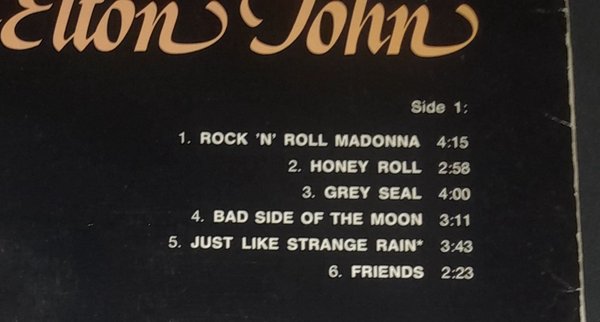 Elton John
Side 1:
1. ROCK 'N' ROLL MADONNA 4:15
2. HONEY ROLL 2:58
3. GREY SEAL 4:00
4. BAD SIDE OF THE MOON 3:11
5. JUST LIKE STRANGE RAIN* 3:43
6. FRIENDS 2:23